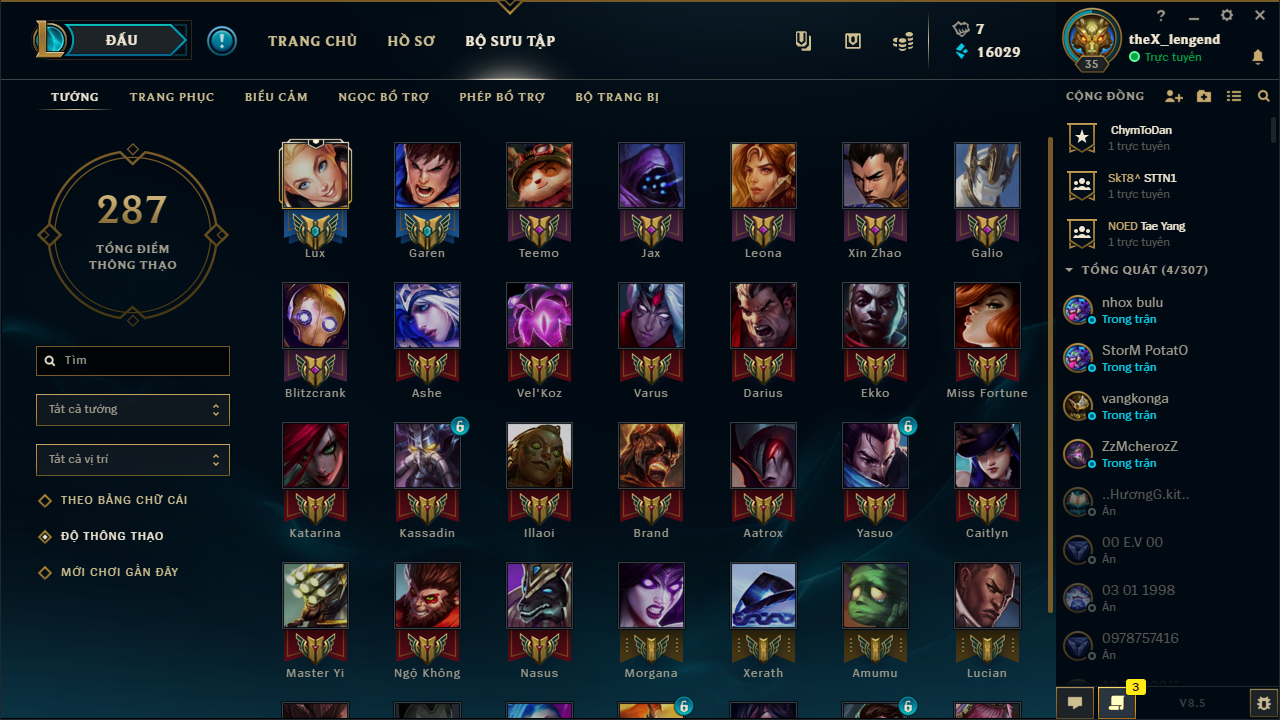 ĐẤU
!
TRANG CHỦ
HỒ SƠ
BỘ SƯU TẬP
7
16029
?
theX_lengend
35
Trực tuyến
TƯỚNG
TRANG PHỤC
BIỂU CẢM
NGỌC BỔ TRỢ
PHÉP BỔ TRỢ
BỘ TRANG BỊ
287
TỔNG ĐIỂM
THÔNG THẠO
Tìm
Tất cả tướng
Tất cả vị trí
THEO BẢNG CHỮ CÁI
ĐỘ THÔNG THẠO
MỚI CHƠI GẦN ĐÂY
Lux
Garen
Teemo
Jax
Leona
Xin Zhao
Galio
Blitzcrank
Ashe
Vel'Koz
Varus
Darius
Ekko
Miss Fortune
6
6
Katarina
Kassadin
Illaoi
Brand
Aatrox
Yasuo
Caitlyn
Master Yi
Ngộ Không
Nasus
Morgana
Xerath
Amumu
Lucian
6
6
CỘNG ĐỒNG
ChymToDan
1 trực tuyến
SkT8^ STTN1
1 trực tuyến
NOED Tae Yang
1 trực tuyến
TỔNG QUÁT (4/307)
nhox bulu
Trong trận
StorM PotatO
Trong trận
vangkonga
Trong trận
ZzMcherozZ
Trong trận
..HươngG.kit..
Ẩn
00 E.V 00
Ẩn
03 01 1998
Ẩn
0978757416
Ẩn
3
V8.5